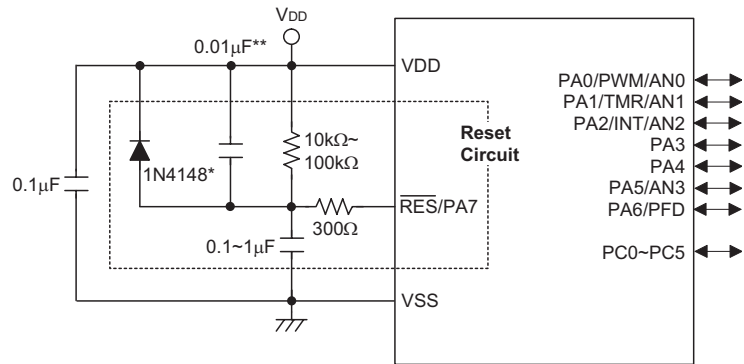 VDD
0.01µF**
VDD
10kΩ~
100kΩ
Reset
Circuit
1N4148*
0.1µF
RES/PA7
300Ω
0.1~1µF
VSS
PA0/PWM/AN0
PA1/TMR/AN1
PA2/INT/AN2
PA3
PA4
PA5/AN3
PA6/PFD
PC0~PC5